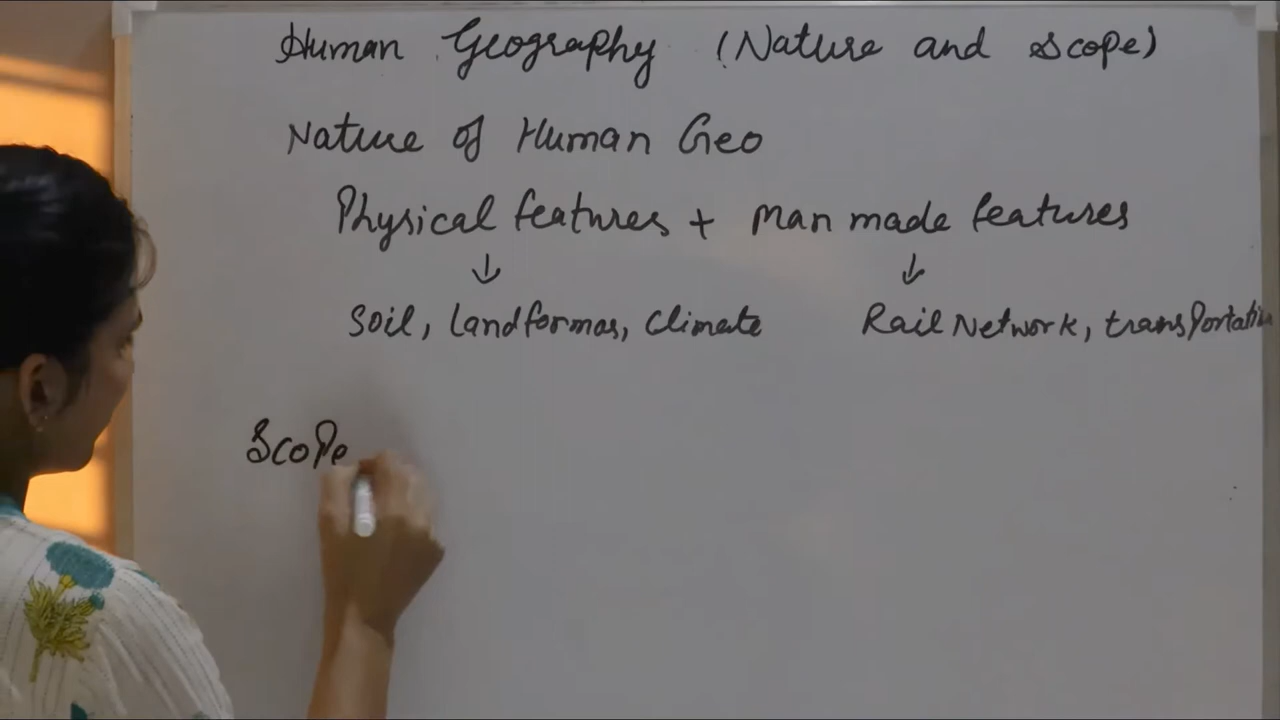 Human Geography (Nature and Scope)
Nature of Human Geo
Physical features + Man made features
↓ ↓
Soil, landformas, Climate Rail Network, transportation
Scope